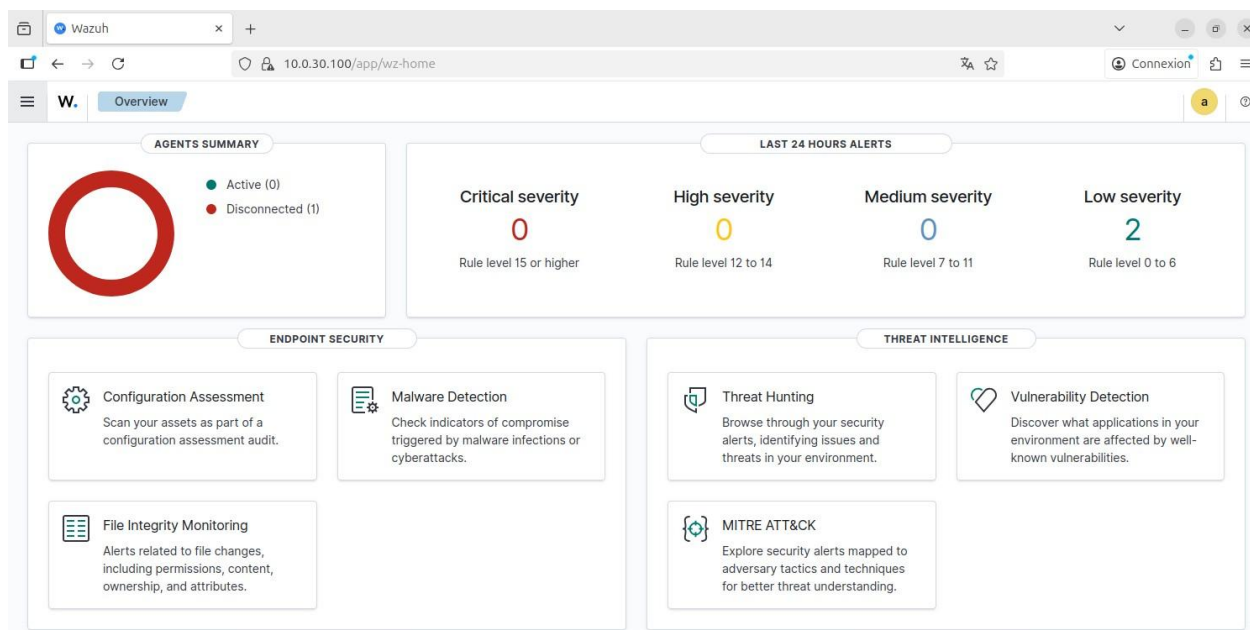 Wazuh
10.0.30.100/app/wz-home
Connexion
W.
Overview
a
AGENTS SUMMARY
Active (0)
Disconnected (1)
LAST 24 HOURS ALERTS
Critical severity
0
Rule level 15 or higher
High severity
0
Rule level 12 to 14
Medium severity
0
Rule level 7 to 11
Low severity
2
Rule level 0 to 6
ENDPOINT SECURITY
Configuration Assessment
Scan your assets as part of a
configuration assessment audit.
Malware Detection
Check indicators of compromise
triggered by malware infections or
cyberattacks.
File Integrity Monitoring
Alerts related to file changes,
including permissions, content,
ownership, and attributes.
THREAT INTELLIGENCE
Threat Hunting
Browse through your security
alerts, identifying issues and
threats in your environment.
Vulnerability Detection
Discover what applications in your
environment are affected by well-
known vulnerabilities.
MITRE ATT&CK
Explore security alerts mapped to
adversary tactics and techniques
for better threat understanding.